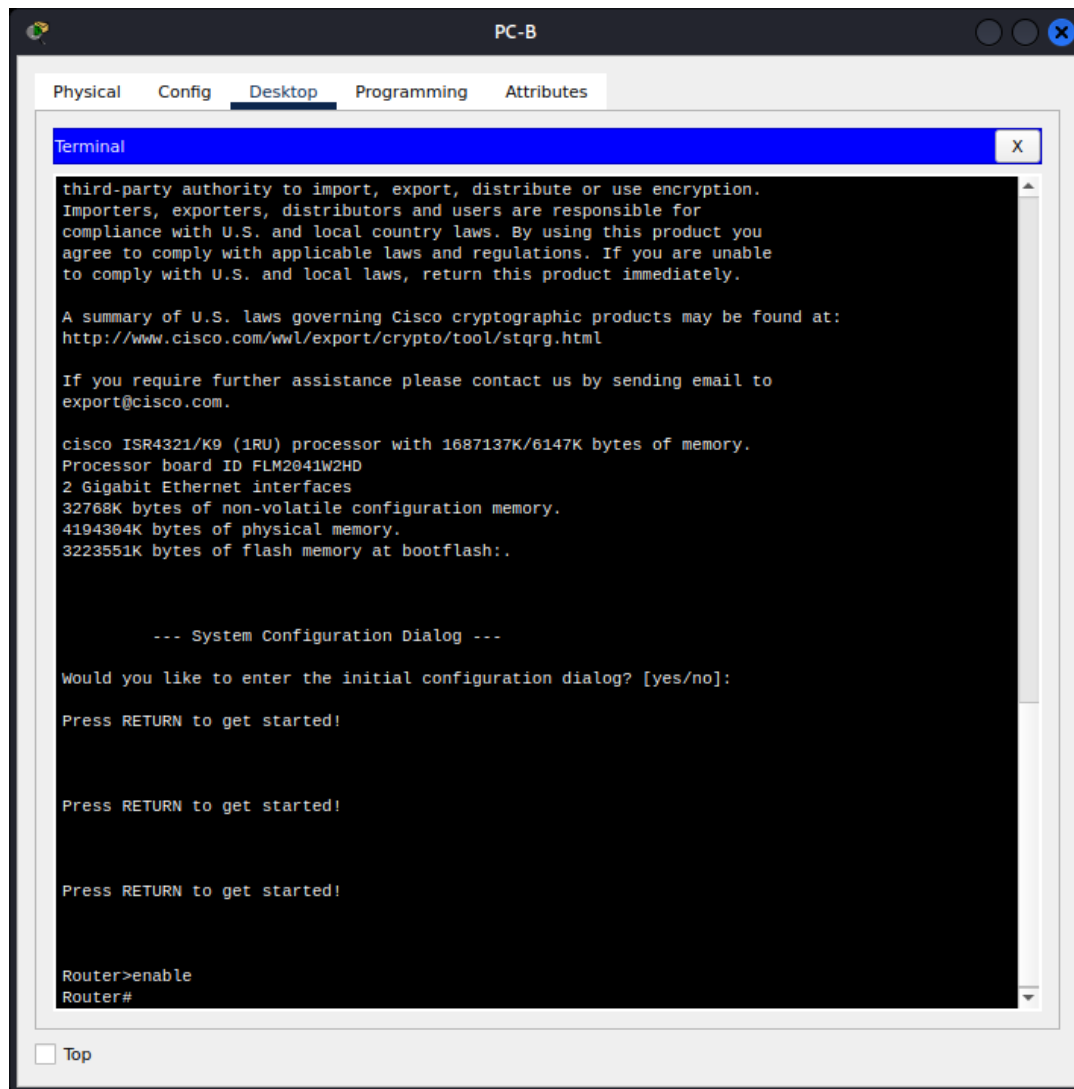 PC-B
Physical Config Desktop Programming Attributes
Terminal X
third-party authority to import, export, distribute or use encryption.
Importers, exporters, distributors and users are responsible for
compliance with U.S. and local country laws. By using this product you
agree to comply with applicable laws and regulations. If you are unable
to comply with U.S. and local laws, return this product immediately.
A summary of U.S. laws governing Cisco cryptographic products may be found at:
http://www.cisco.com/wwl/export/crypto/tool/stqrg.html
If you require further assistance please contact us by sending email to
export@cisco.com.
cisco ISR4321/K9 (1RU) processor with 1687137K/6147K bytes of memory.
Processor board ID FLM2041W2HD
2 Gigabit Ethernet interfaces
32768K bytes of non-volatile configuration memory.
4194304K bytes of physical memory.
3223551K bytes of flash memory at bootflash:.
--- System Configuration Dialog ---
Would you like to enter the initial configuration dialog? [yes/no]:
Press RETURN to get started!
Press RETURN to get started!
Press RETURN to get started!
Router>enable
Router#
Top